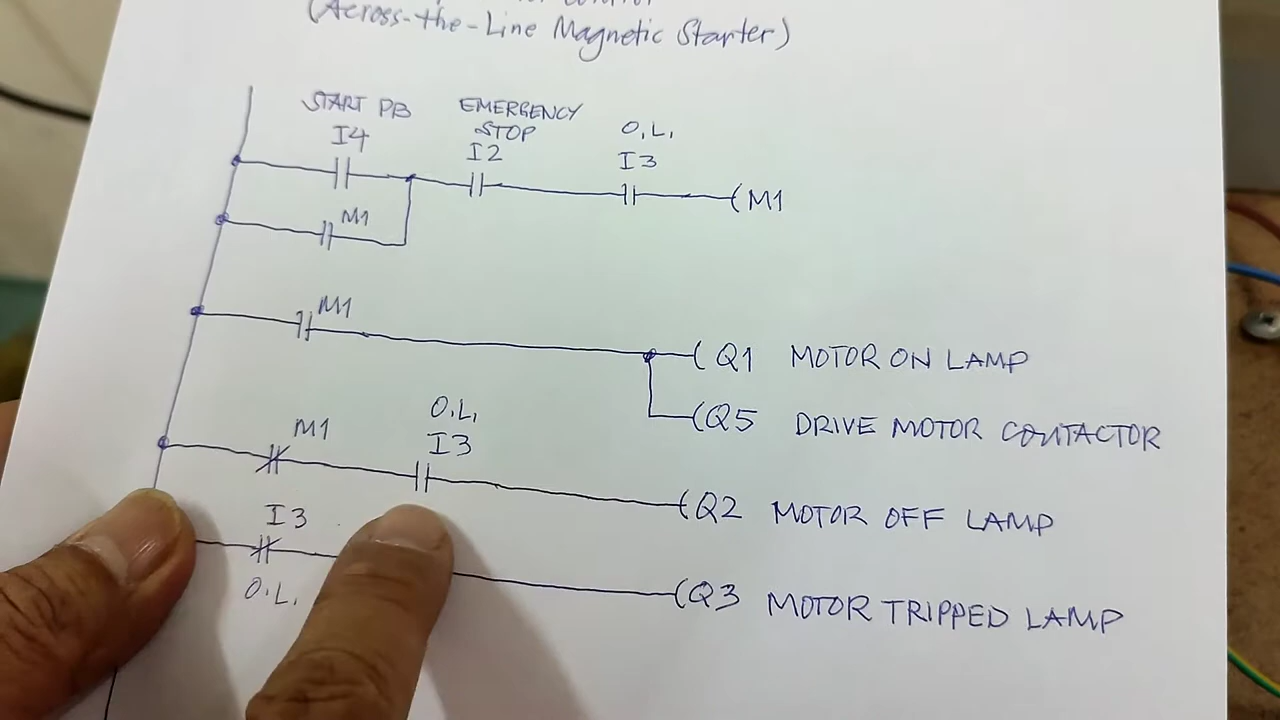 (Across-the-Line Magnetic Starter)
START PB
I4
EMERGENCY
STOP
I2
O.L.
I3
M1
M1
M1
Q1 MOTOR ON LAMP
Q5 DRIVE MOTOR CONTACTOR
M1
O.L.
I3
Q2 MOTOR OFF LAMP
I3
O.L.
Q3 MOTOR TRIPPED LAMP